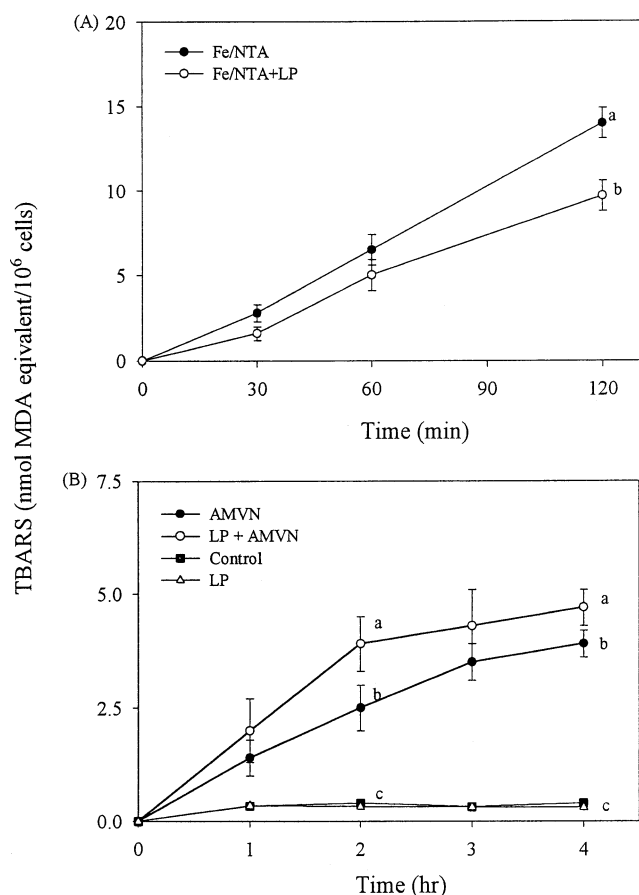 (A)
20
15
10
5
0
Fe/NTA
Fe/NTA+LP
a
b
0 30 60 90 120
Time (min)
TBARS (nmol MDA eqivalent/10⁶ cells)
(B)
7.5
5.0
2.5
0.0
AMVN
LP + AMVN
Control
LP
a
a
b
b
c
c
0 1 2 3 4
Time (hr)